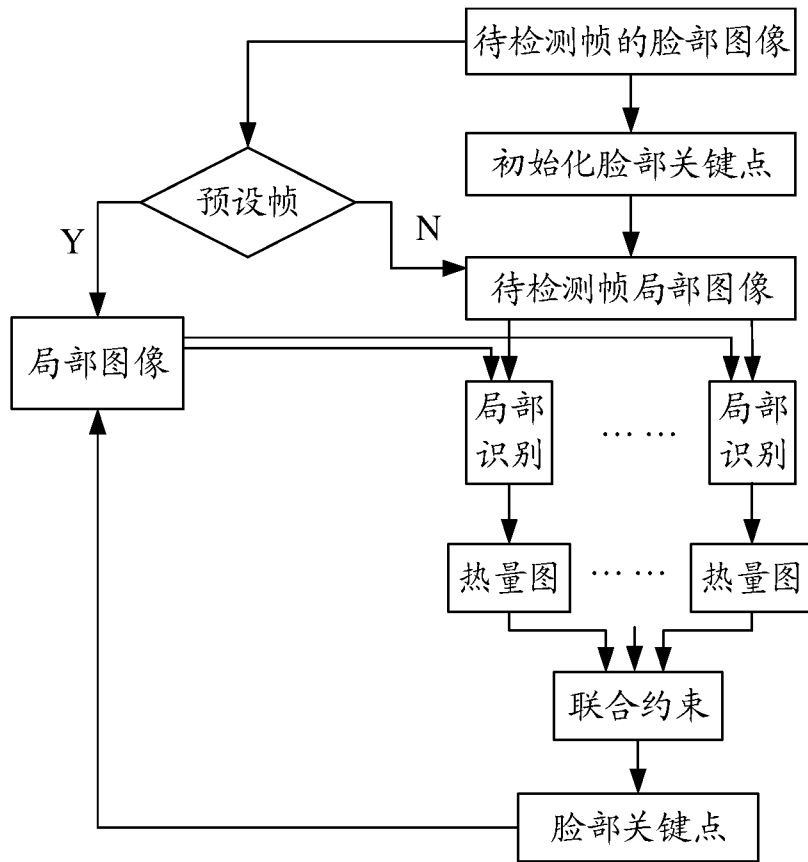 待检测帧的脸部图像
初始化脸部关键点
预设帧
Y
N
待检测帧局部图像
局部图像
局部
识别
… …
局部
识别
热量图
… …
热量图
联合约束
脸部关键点